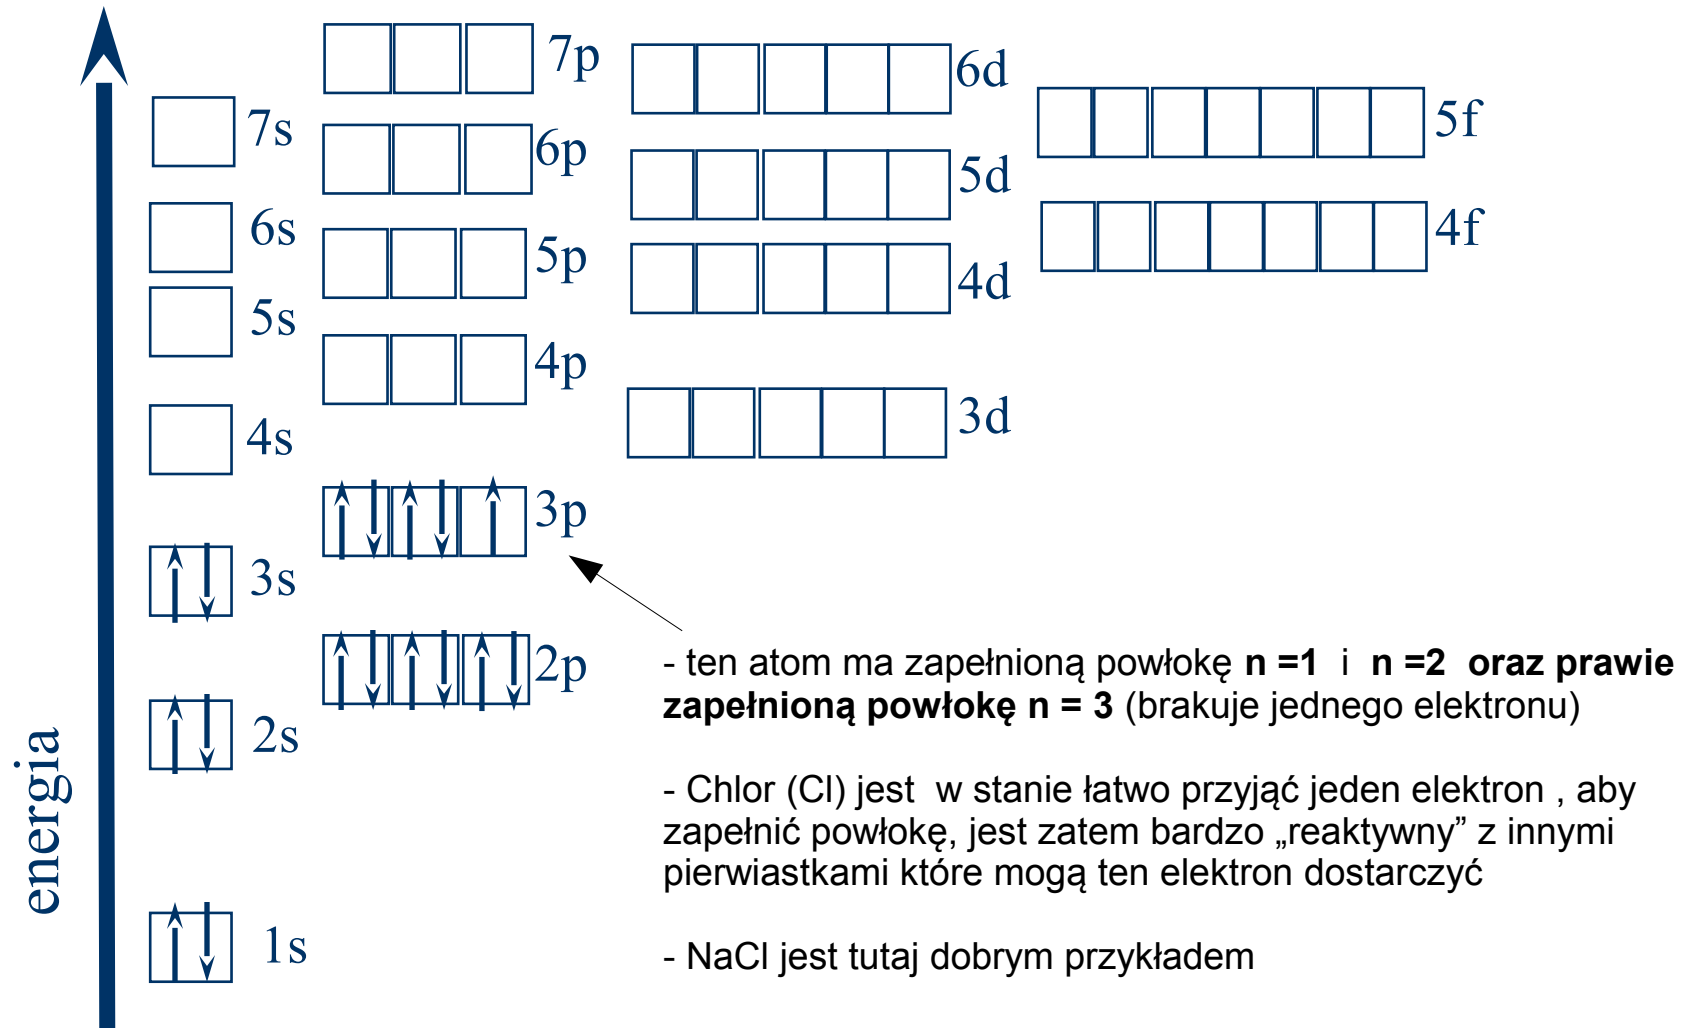 7p
6d
7s
5f
6p
5d
6s
4f
5p
4d
5s
4p
3d
4s
3p
3s
2p
2s
1s
energia
- ten atom ma zapełnioną powłokę n =1 i n =2 oraz prawie
zapełnioną powłokę n = 3 (brakuje jednego elektronu)
- Chlor (Cl) jest w stanie łatwo przyjąć jeden elektron , aby
zapełnić powłokę, jest zatem bardzo „reaktywny” z innymi
pierwiastkami które mogą ten elektron dostarczyć
- NaCl jest tutaj dobrym przykładem